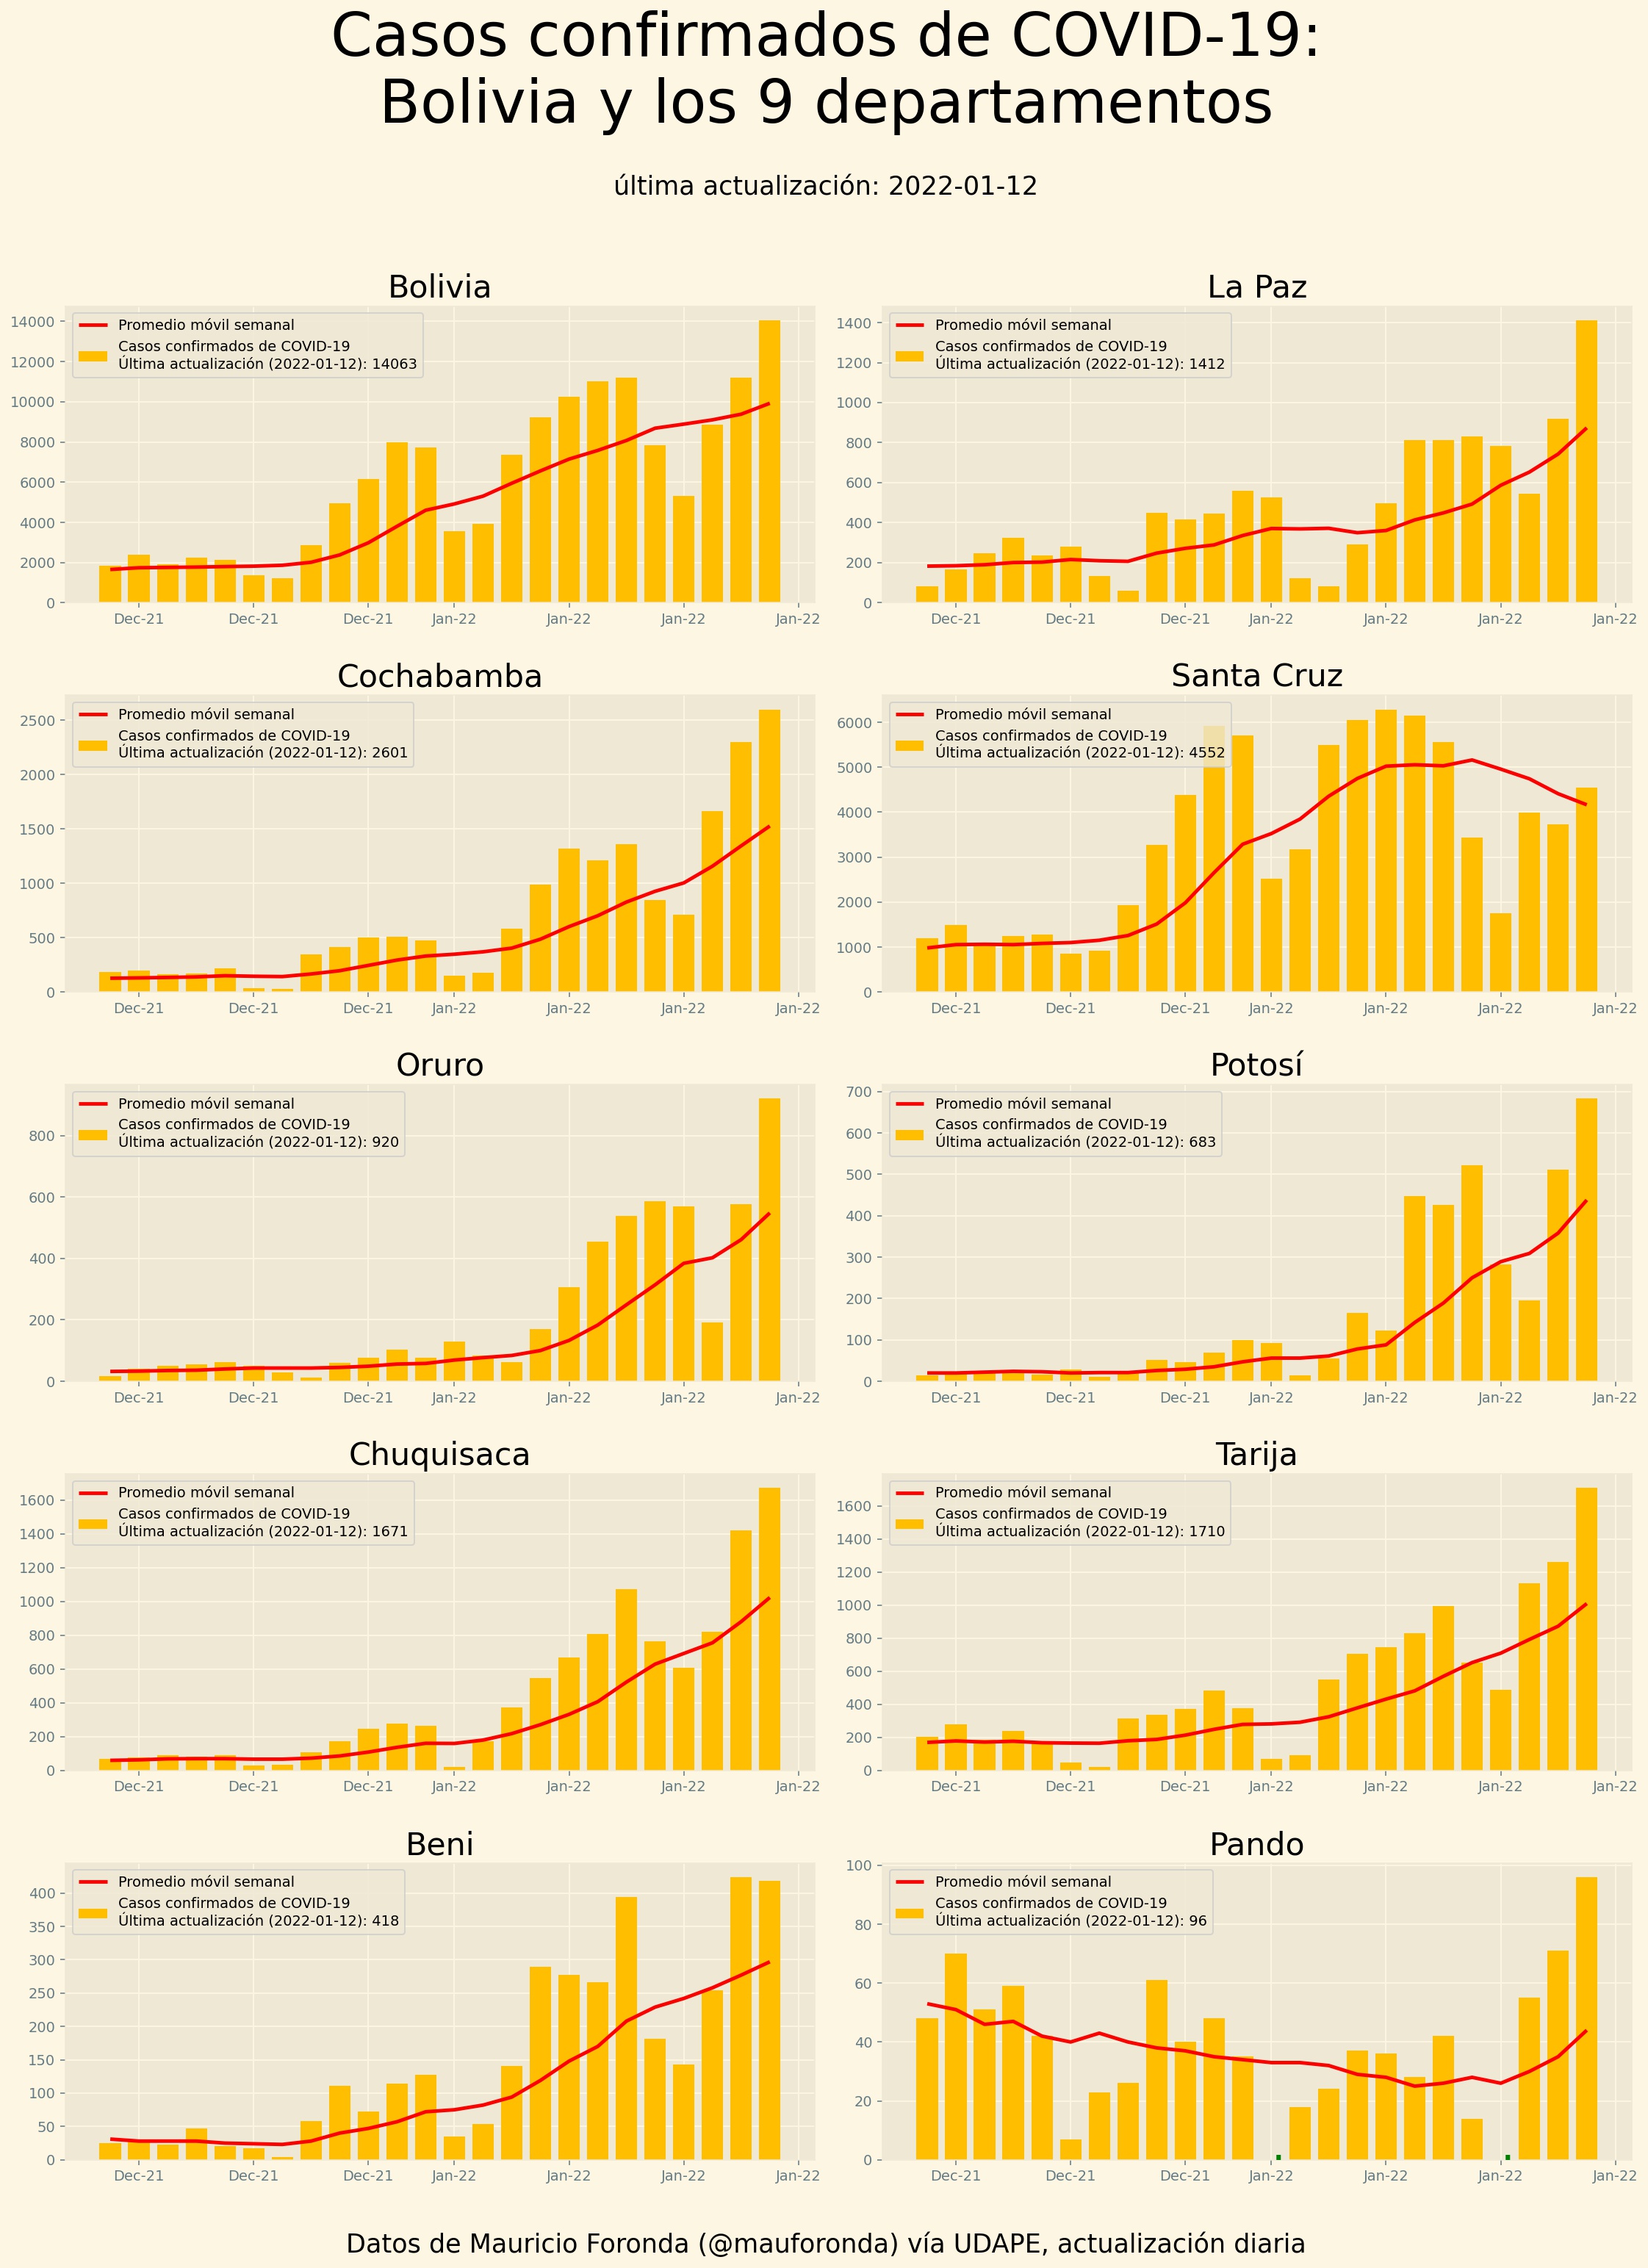 Casos confirmados de COVID-19:
Bolivia y los 9 departamentos
última actualización: 2022-01-12
Bolivia
14000
12000
10000
8000
6000
4000
2000
0
Promedio móvil semanal
Casos confirmados de COVID-19
Última actualización (2022-01-12): 14063
Dec-21 Dec-21 Dec-21 Jan-22 Jan-22 Jan-22 Jan-22
La Paz
1400
1200
1000
800
600
400
200
0
Promedio móvil semanal
Casos confirmados de COVID-19
Última actualización (2022-01-12): 1412
Dec-21 Dec-21 Dec-21 Jan-22 Jan-22 Jan-22 Jan-22
Cochabamba
2500
2000
1500
1000
500
0
Promedio móvil semanal
Casos confirmados de COVID-19
Última actualización (2022-01-12): 2601
Dec-21 Dec-21 Dec-21 Jan-22 Jan-22 Jan-22 Jan-22
Santa Cruz
6000
5000
4000
3000
2000
1000
0
Promedio móvil semanal
Casos confirmados de COVID-19
Última actualización (2022-01-12): 4552
Dec-21 Dec-21 Dec-21 Jan-22 Jan-22 Jan-22 Jan-22
Oruro
800
600
400
200
0
Promedio móvil semanal
Casos confirmados de COVID-19
Última actualización (2022-01-12): 920
Dec-21 Dec-21 Dec-21 Jan-22 Jan-22 Jan-22 Jan-22
Potosí
700
600
500
400
300
200
100
0
Promedio móvil semanal
Casos confirmados de COVID-19
Última actualización (2022-01-12): 683
Dec-21 Dec-21 Dec-21 Jan-22 Jan-22 Jan-22 Jan-22
Chuquisaca
1600
1400
1200
1000
800
600
400
200
0
Promedio móvil semanal
Casos confirmados de COVID-19
Última actualización (2022-01-12): 1671
Dec-21 Dec-21 Dec-21 Jan-22 Jan-22 Jan-22 Jan-22
Tarija
1600
1400
1200
1000
800
600
400
200
0
Promedio móvil semanal
Casos confirmados de COVID-19
Última actualización (2022-01-12): 1710
Dec-21 Dec-21 Dec-21 Jan-22 Jan-22 Jan-22 Jan-22
Beni
400
350
300
250
200
150
100
50
0
Promedio móvil semanal
Casos confirmados de COVID-19
Última actualización (2022-01-12): 418
Dec-21 Dec-21 Dec-21 Jan-22 Jan-22 Jan-22 Jan-22
Pando
100
80
60
40
20
0
Promedio móvil semanal
Casos confirmados de COVID-19
Última actualización (2022-01-12): 96
Dec-21 Dec-21 Dec-21 Jan-22 Jan-22 Jan-22 Jan-22
Datos de Mauricio Foronda (@mauforonda) vía UDAPE, actualización diaria